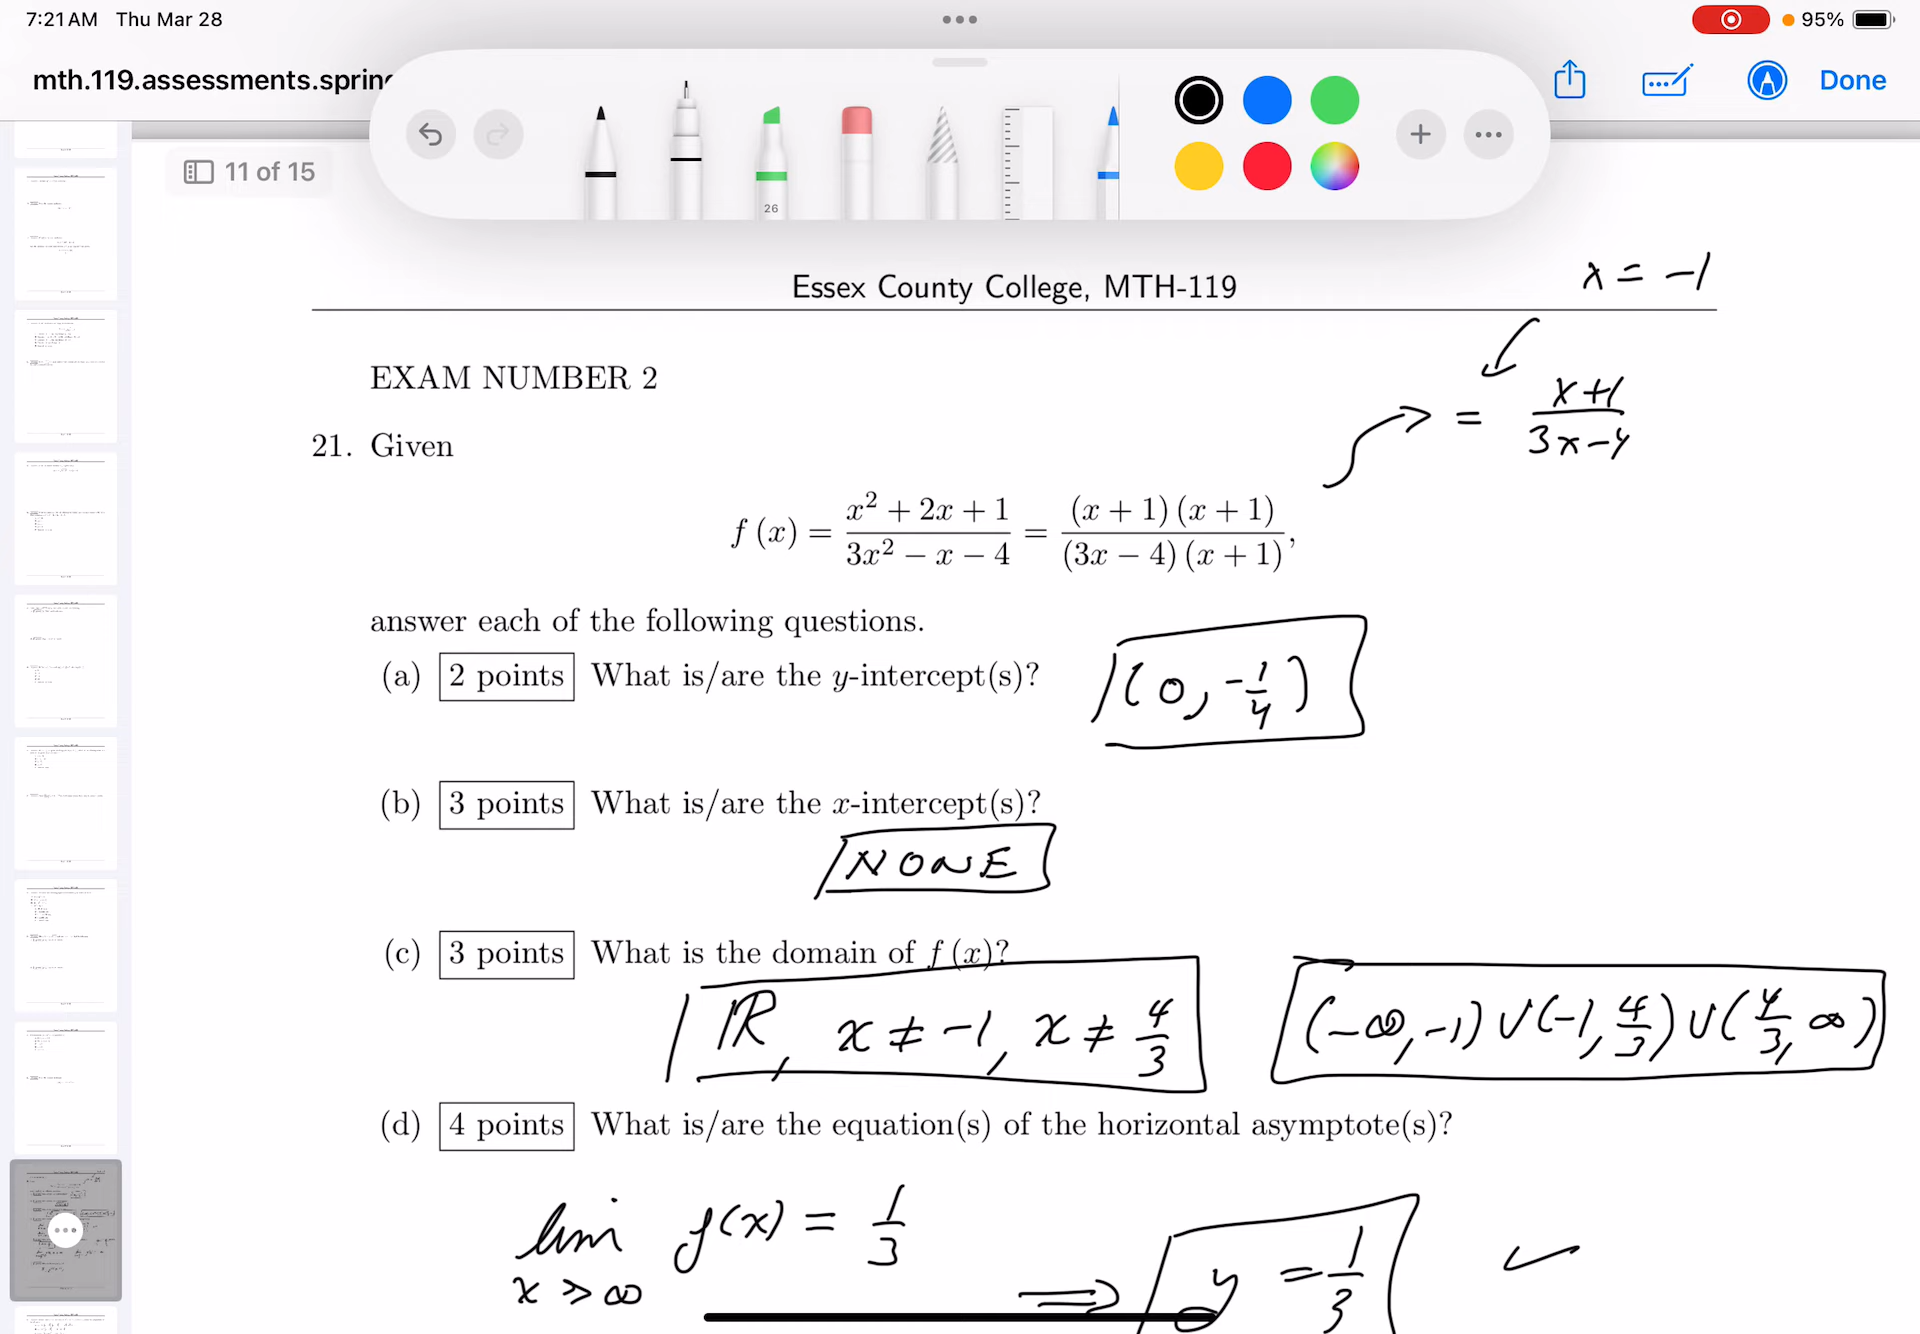 7:21 AM Thu Mar 28
95%
mth.119.assessments.spring
Done
26
11 of 15
Essex County College, MTH-119
x = -1
EXAM NUMBER 2
= x+1 / 3x-4
21. Given
f (x) = x² + 2x + 1 / 3x² − x − 4 = (x + 1) (x + 1) / (3x − 4) (x + 1) ,
answer each of the following questions.
(a) 2 points What is/are the y-intercept(s)? (0, -1/4)
(b) 3 points What is/are the x-intercept(s)?
NONE
(c) 3 points What is the domain of f (x)?
ℝ, x ≠ -1, x ≠ 4/3 (-∞,-1) ∪ (-1, 4/3) ∪ (4/3, ∞)
(d) 4 points What is/are the equation(s) of the horizontal asymptote(s)?
lim x→∞ f(x) = 1/3 ⟹ y = 1/3 ✓